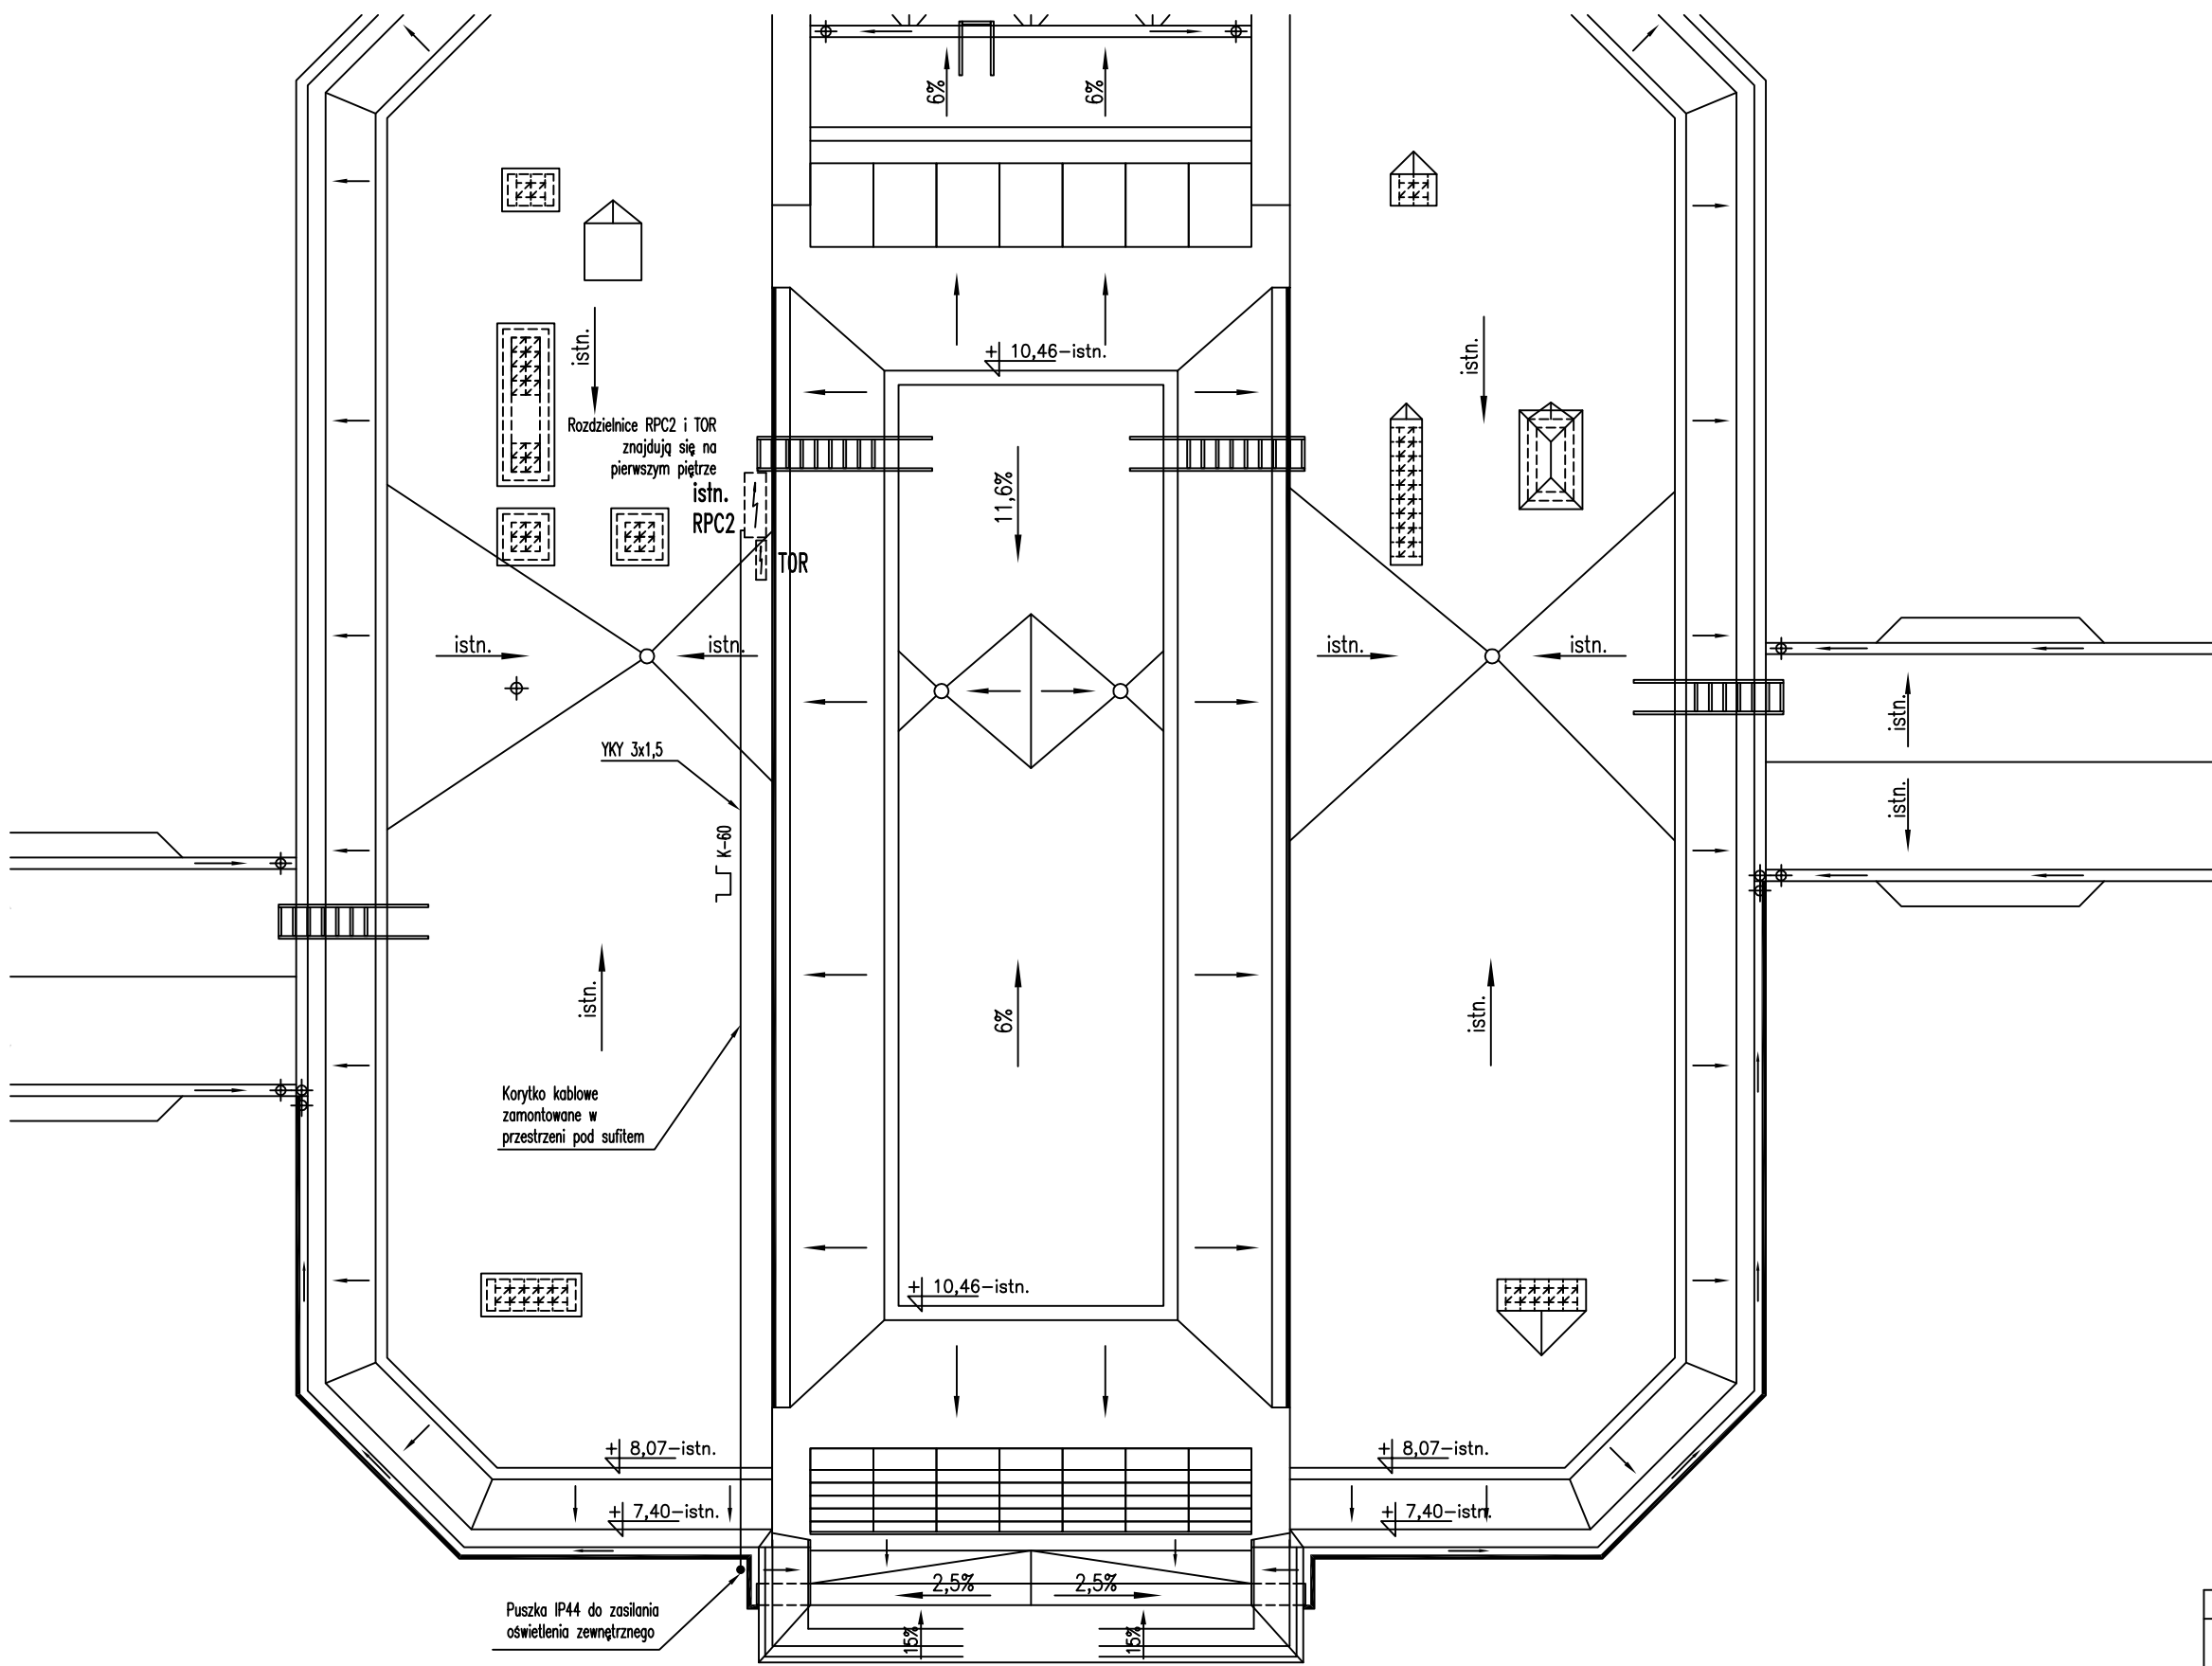 6%
6%
istn.
istn.
+ 10,46-istn.
Rozdzielnice RPC2 i TOR
znajdują się na
pierwszym piętrze
istn.
RPC2
TOR
11,6%
istn.
istn.
istn.
istn.
istn.
istn.
YKY 3x1,5
K-60
istn.
6%
istn.
Korytko kablowe
zamontowane w
przestrzeni pod sufitem
+ 10,46-istn.
+ 8,07-istn.
+ 8,07-istn.
+ 7,40-istn.
+ 7,40-istn.
2,5%
2,5%
Puszka IP44 do zasilania
oświetlenia zewnętrznego
15%
15%